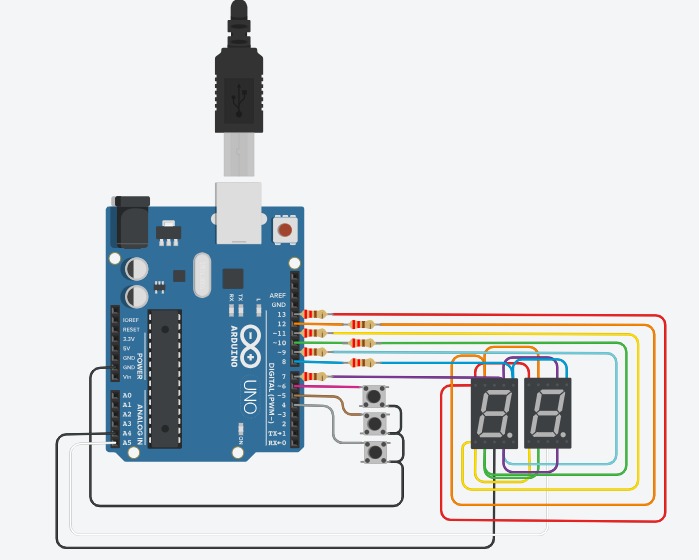 AREF
GND
13
12
~11
~10
~9
8
7
~6
~5
4
~3
2
TX→1
RX←0
DIGITAL (PWM~)
IOREF
RESET
3.3V
5V
GND
GND
Vin
POWER
A0
A1
A2
A3
A4
A5
ANALOG IN
RX
TX
L
ARDUINO
UNO
ON